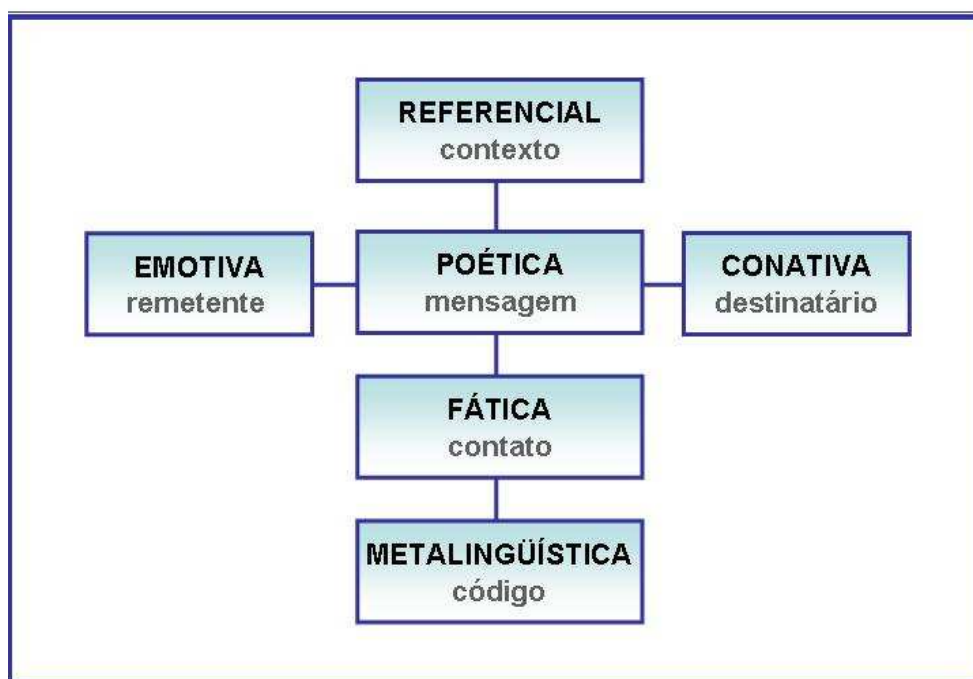 REFERENCIAL
contexto
EMOTIVA
remetente
POÉTICA
mensagem
CONATIVA
destinatário
FÁTICA
contato
METALINGÜÍSTICA
código